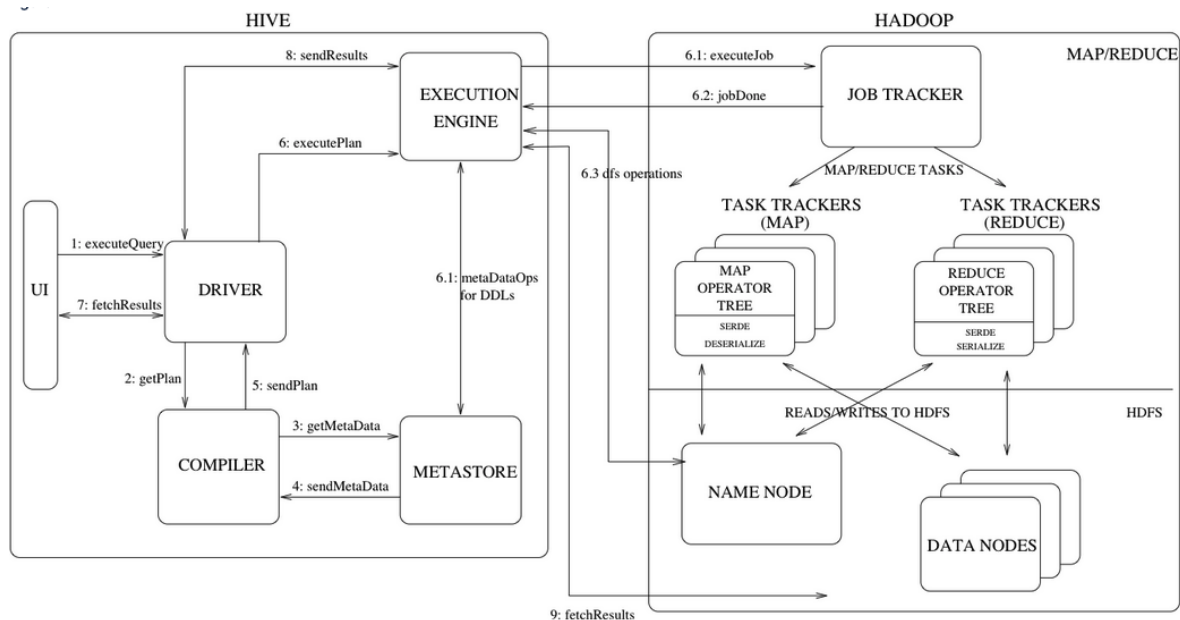 HIVE
HADOOP
MAP/REDUCE
8: sendResults
EXECUTION
ENGINE
6.1: executeJob
6.2: jobDone
JOB TRACKER
6: executePlan
6.3 dfs operations
MAP/REDUCE TASKS
TASK TRACKERS
(MAP)
TASK TRACKERS
(REDUCE)
UI
1: executeQuery
7: fetchResults
DRIVER
6.1: metaDataOps
for DDLs
MAP
OPERATOR
TREE
SERDE
DESERIALIZE
REDUCE
OPERATOR
TREE
SERDE
SERIALIZE
2: getPlan
5: sendPlan
READS/WRITES TO HDFS
HDFS
COMPILER
3: getMetaData
4: sendMetaData
METASTORE
NAME NODE
DATA NODES
9: fetchResults